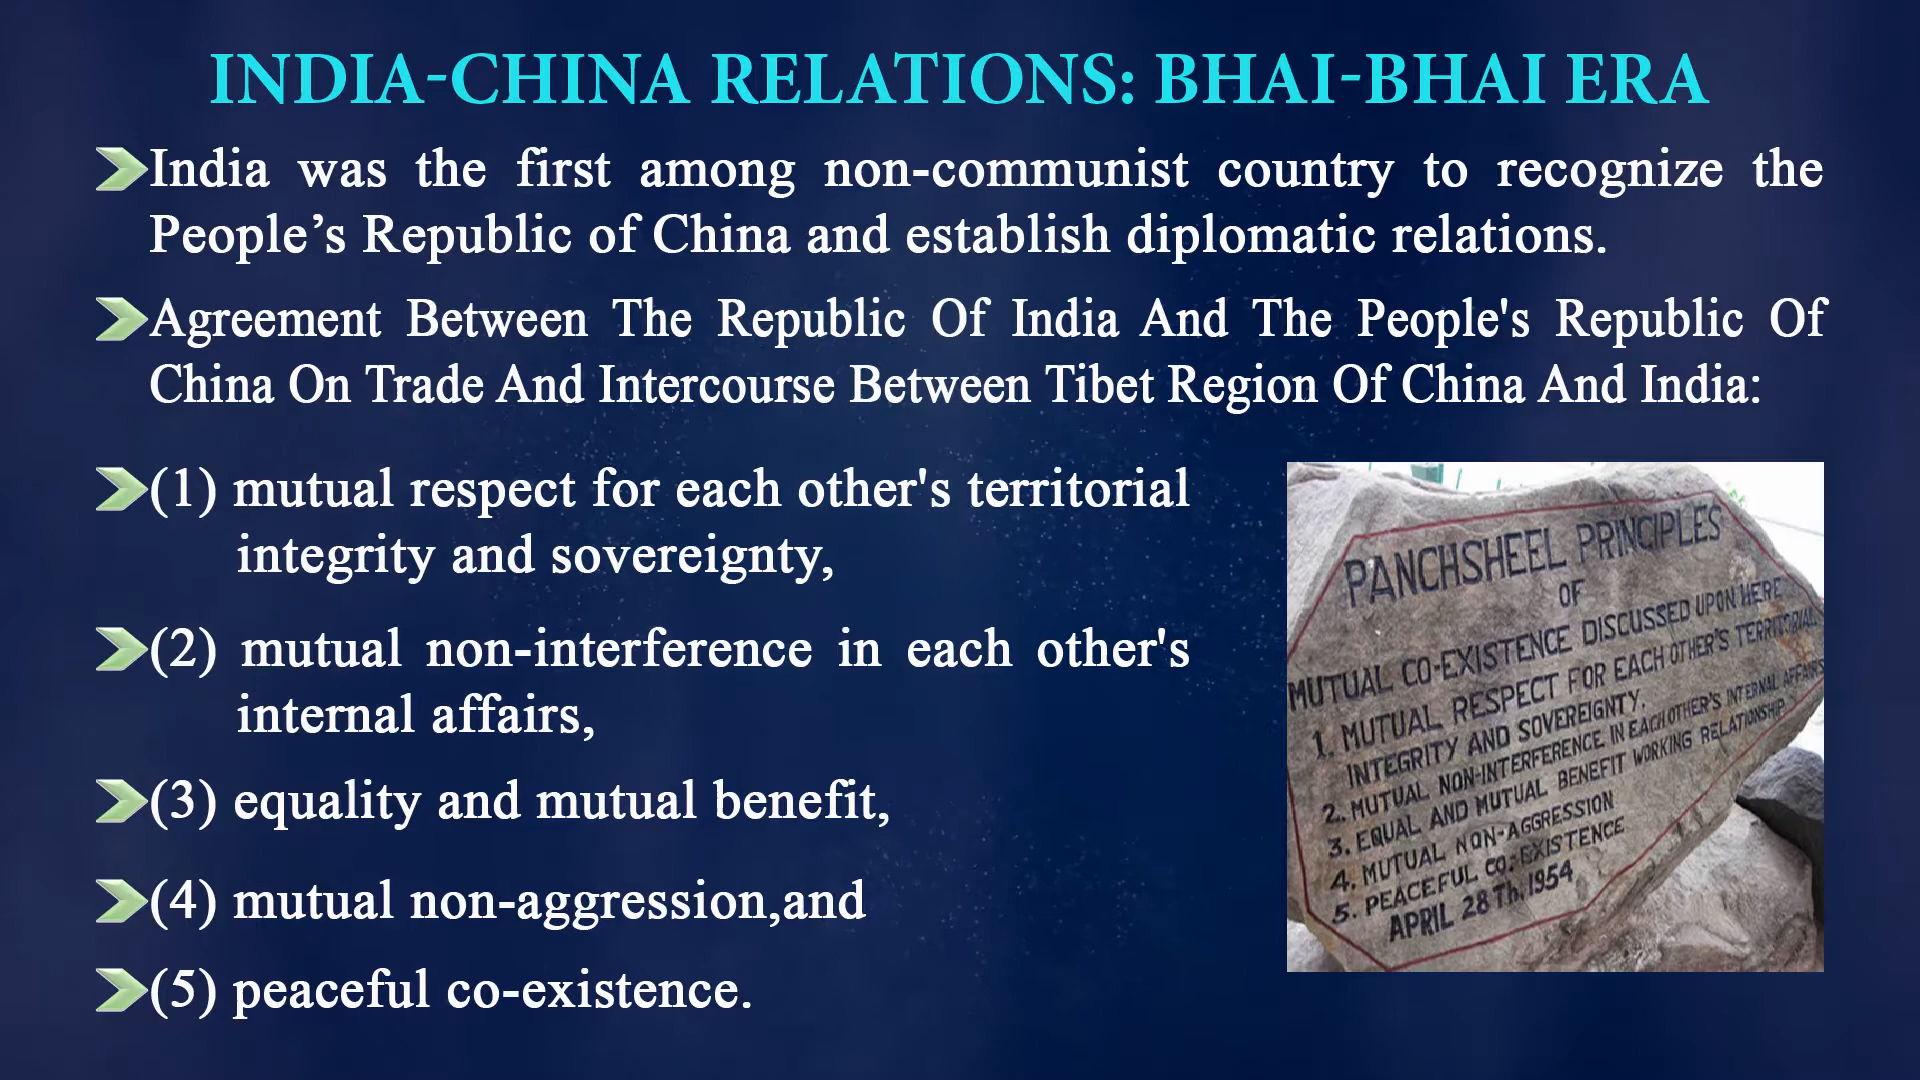 INDIA-CHINA RELATIONS: BHAI-BHAI ERA
India was the first among non-communist country to recognize the
People’s Republic of China and establish diplomatic relations.
Agreement Between The Republic Of India And The People's Republic Of
China On Trade And Intercourse Between Tibet Region Of China And India:
(1) mutual respect for each other's territorial
integrity and sovereignty,
(2) mutual non-interference in each other's
internal affairs,
(3) equality and mutual benefit,
(4) mutual non-aggression,and
(5) peaceful co-existence.
PANCHSHEEL PRINCIPLES
OF
MUTUAL CO-EXISTENCE DISCUSSED UPON HERE
1. MUTUAL RESPECT FOR EACH OTHER'S TERRITORIAL
INTEGRITY AND SOVEREIGNTY.
2. MUTUAL NON-INTERFERENCE IN EACH OTHER'S INTERNAL AFFAIRS
3. EQUAL AND MUTUAL BENEFIT WORKING RELATIONSHIP
4. MUTUAL NON-AGGRESSION
5. PEACEFUL CO-EXISTENCE
APRIL 28Th, 1954